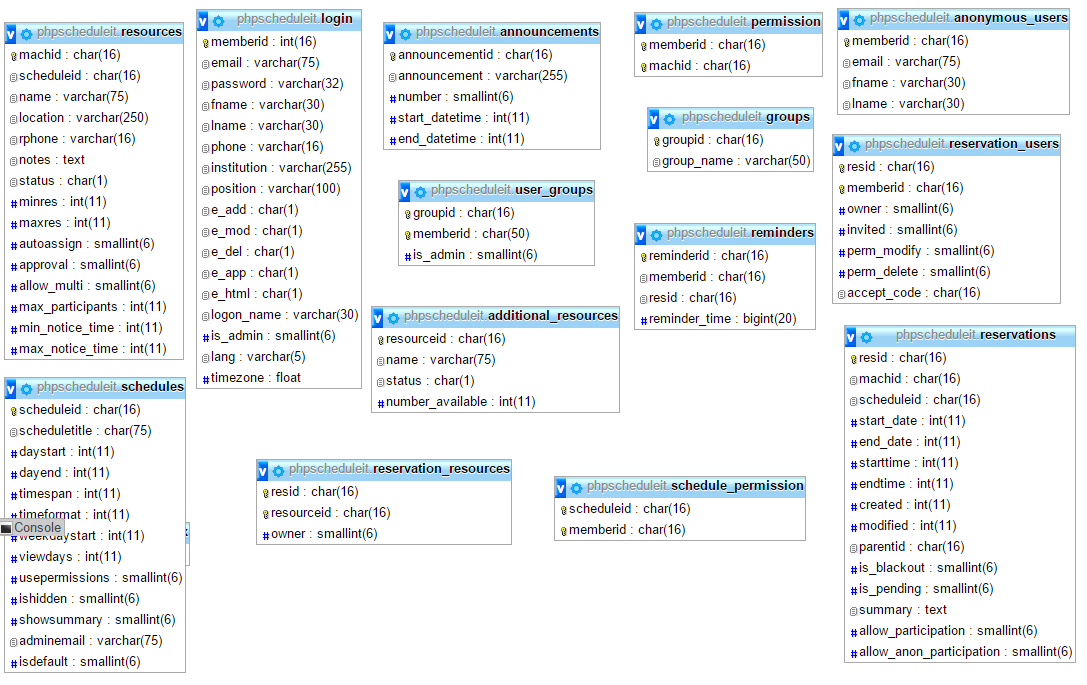 phpscheduleit.resources
machid : char(16)
scheduleid : char(16)
name : varchar(75)
location : varchar(250)
rphone : varchar(16)
notes : text
status : char(1)
minres : int(11)
maxres : int(11)
autoassign : smallint(6)
approval : smallint(6)
allow_multi : smallint(6)
max_participants : int(11)
min_notice_time : int(11)
max_notice_time : int(11)
phpscheduleit.schedules
scheduleid : char(16)
scheduletitle : char(75)
daystart : int(11)
dayend : int(11)
timespan : int(11)
timeformat : int(11)
Console
weekdaystart : int(11)
viewdays : int(11)
usepermissions : smallint(6)
ishidden : smallint(6)
showsummary : smallint(6)
adminemail : varchar(75)
isdefault : smallint(6)
phpscheduleit.login
memberid : int(16)
email : varchar(75)
password : varchar(32)
fname : varchar(30)
lname : varchar(30)
phone : varchar(16)
institution : varchar(255)
position : varchar(100)
e_add : char(1)
e_mod : char(1)
e_del : char(1)
e_app : char(1)
e_html : char(1)
logon_name : varchar(30)
is_admin : smallint(6)
lang : varchar(5)
timezone : float
phpscheduleit.announcements
announcementid : char(16)
announcement : varchar(255)
number : smallint(6)
start_datetime : int(11)
end_datetime : int(11)
phpscheduleit.user_groups
groupid : char(16)
memberid : char(50)
is_admin : smallint(6)
phpscheduleit.additional_resources
resourceid : char(16)
name : varchar(75)
status : char(1)
number_available : int(11)
phpscheduleit.reservation_resources
resid : char(16)
resourceid : char(16)
owner : smallint(6)
phpscheduleit.schedule_permission
scheduleid : char(16)
memberid : char(16)
phpscheduleit.permission
memberid : char(16)
machid : char(16)
phpscheduleit.groups
groupid : char(16)
group_name : varchar(50)
phpscheduleit.reminders
reminderid : char(16)
memberid : char(16)
resid : char(16)
reminder_time : bigint(20)
phpscheduleit.anonymous_users
memberid : char(16)
email : varchar(75)
fname : varchar(30)
lname : varchar(30)
phpscheduleit.reservation_users
resid : char(16)
memberid : char(16)
owner : smallint(6)
invited : smallint(6)
perm_modify : smallint(6)
perm_delete : smallint(6)
accept_code : char(16)
phpscheduleit.reservations
resid : char(16)
machid : char(16)
scheduleid : char(16)
start_date : int(11)
end_date : int(11)
starttime : int(11)
endtime : int(11)
created : int(11)
modified : int(11)
parentid : char(16)
is_blackout : smallint(6)
is_pending : smallint(6)
summary : text
allow_participation : smallint(6)
allow_anon_participation : smallint(6)